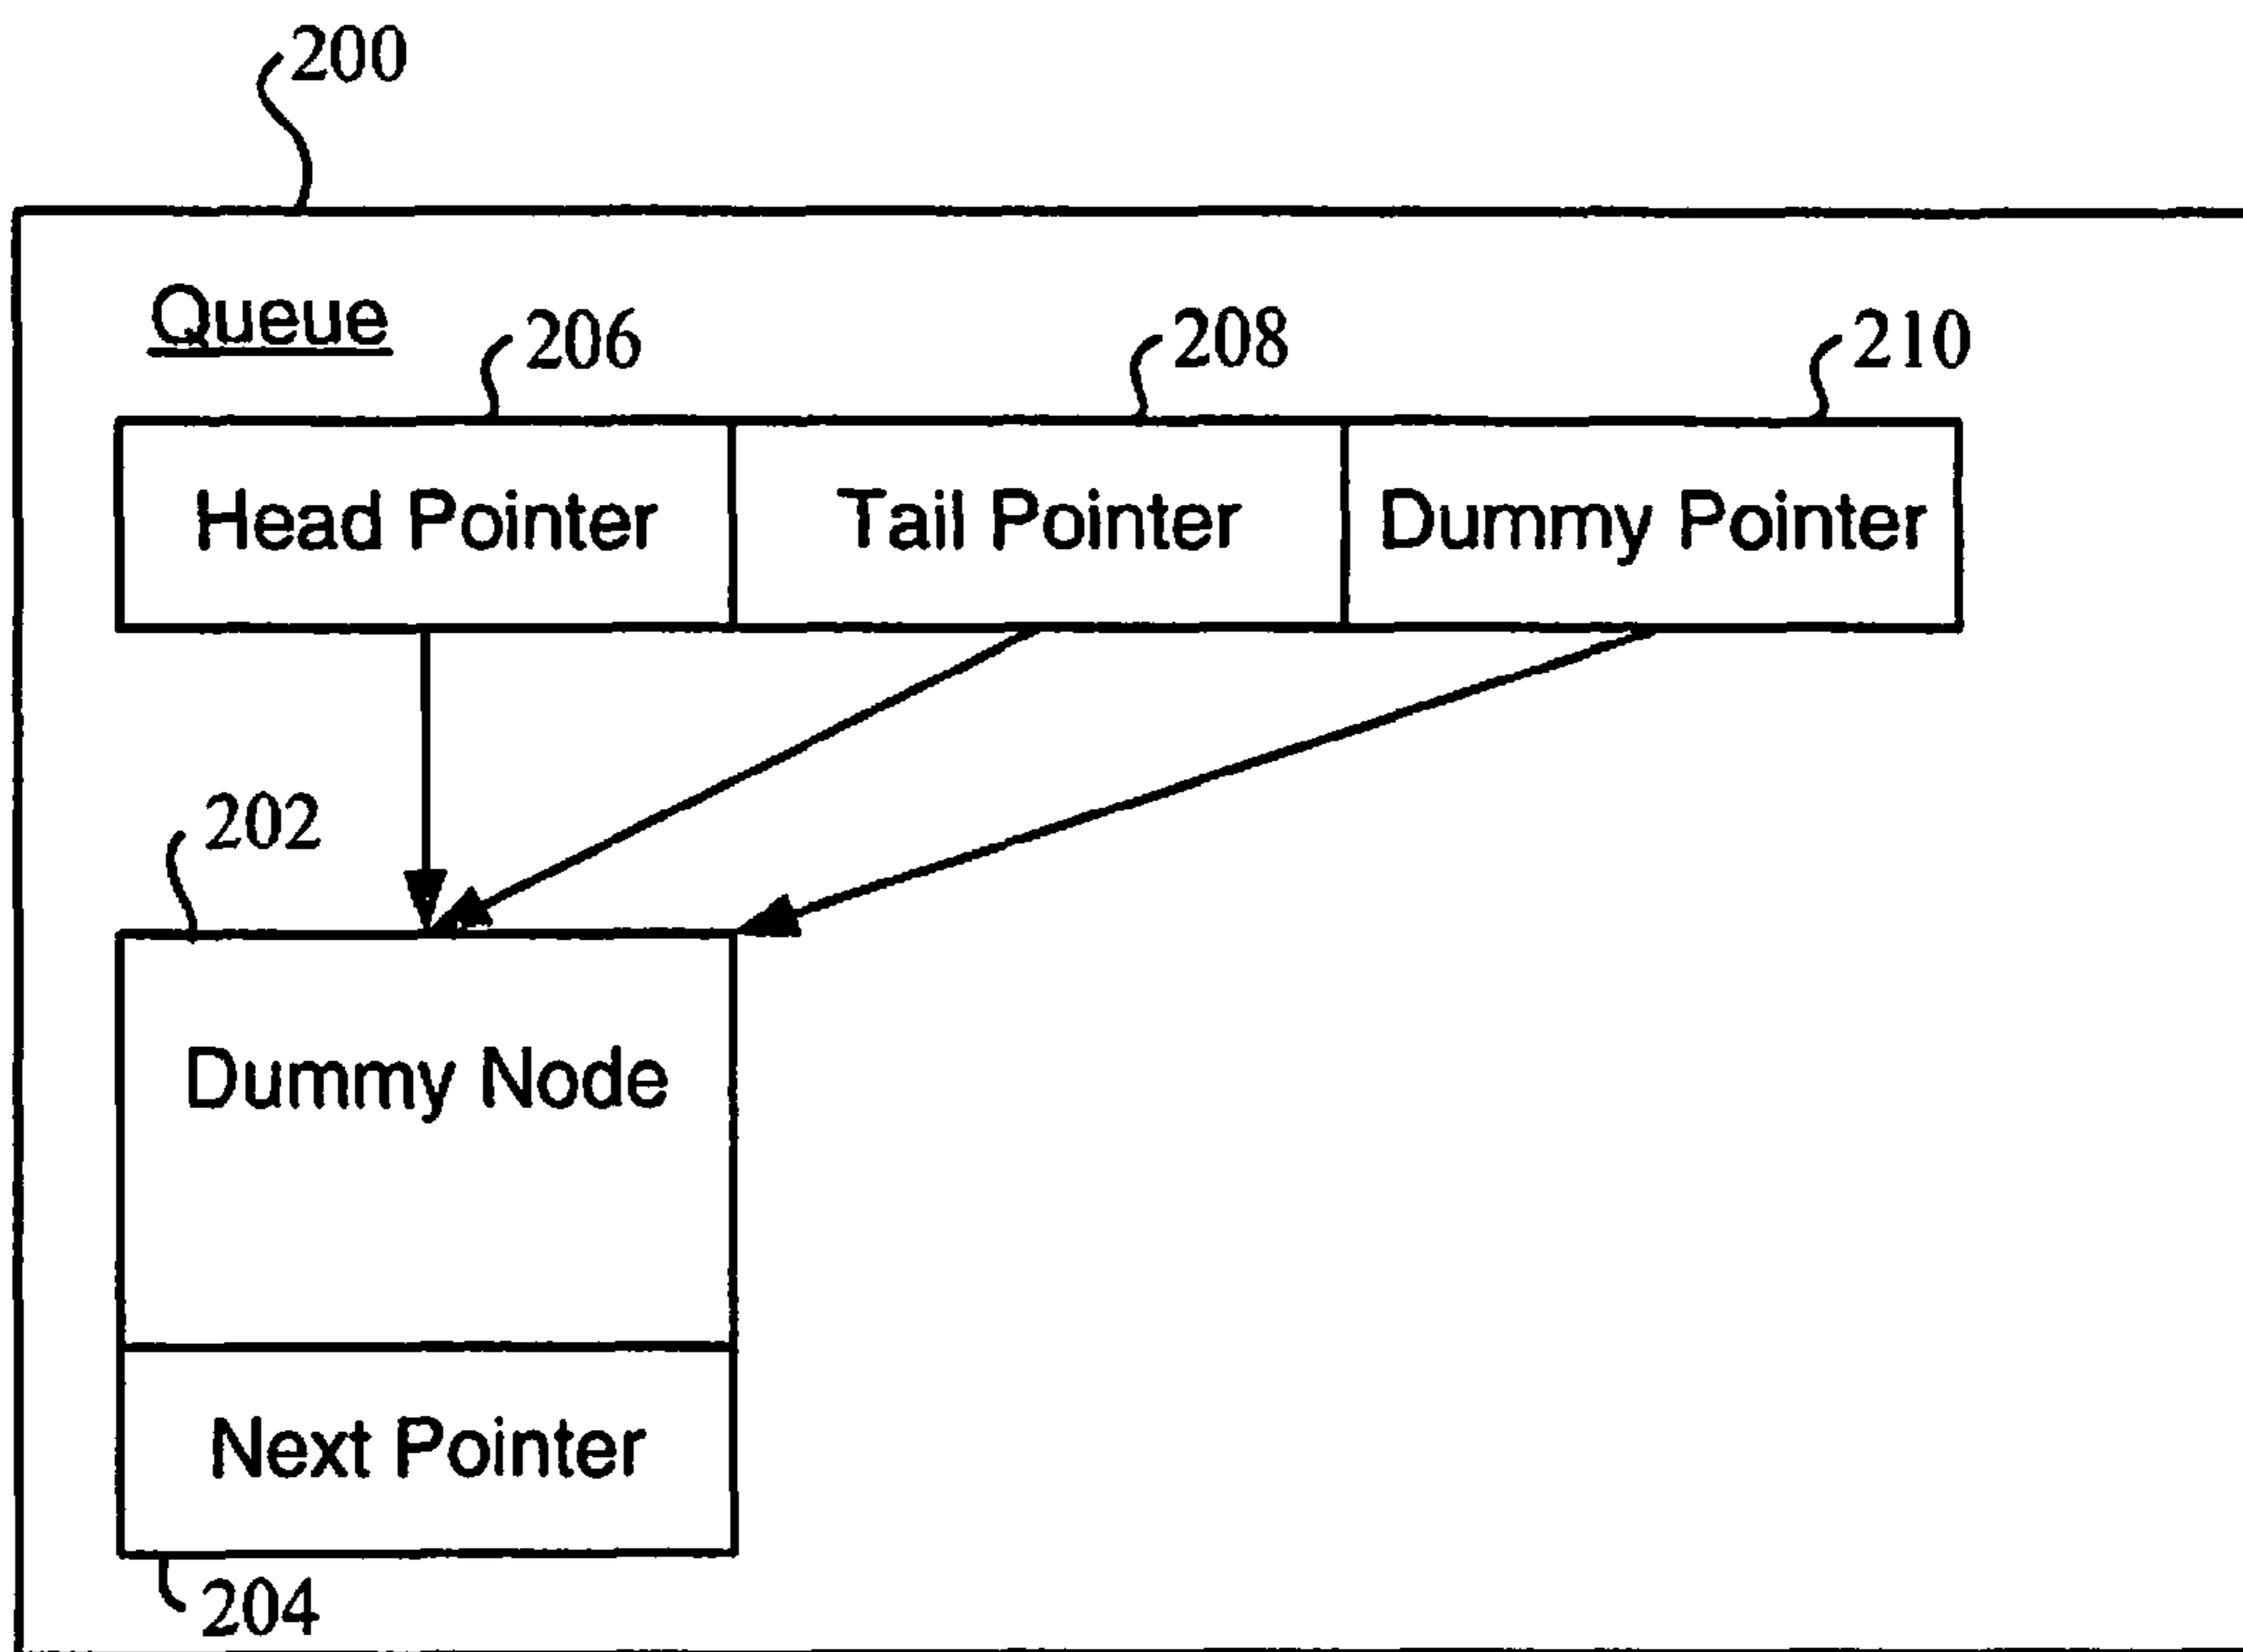 200
Queue
206
208
210
Head Pointer
Tail Pointer
Dummy Pointer
202
Dummy Node
Next Pointer
204